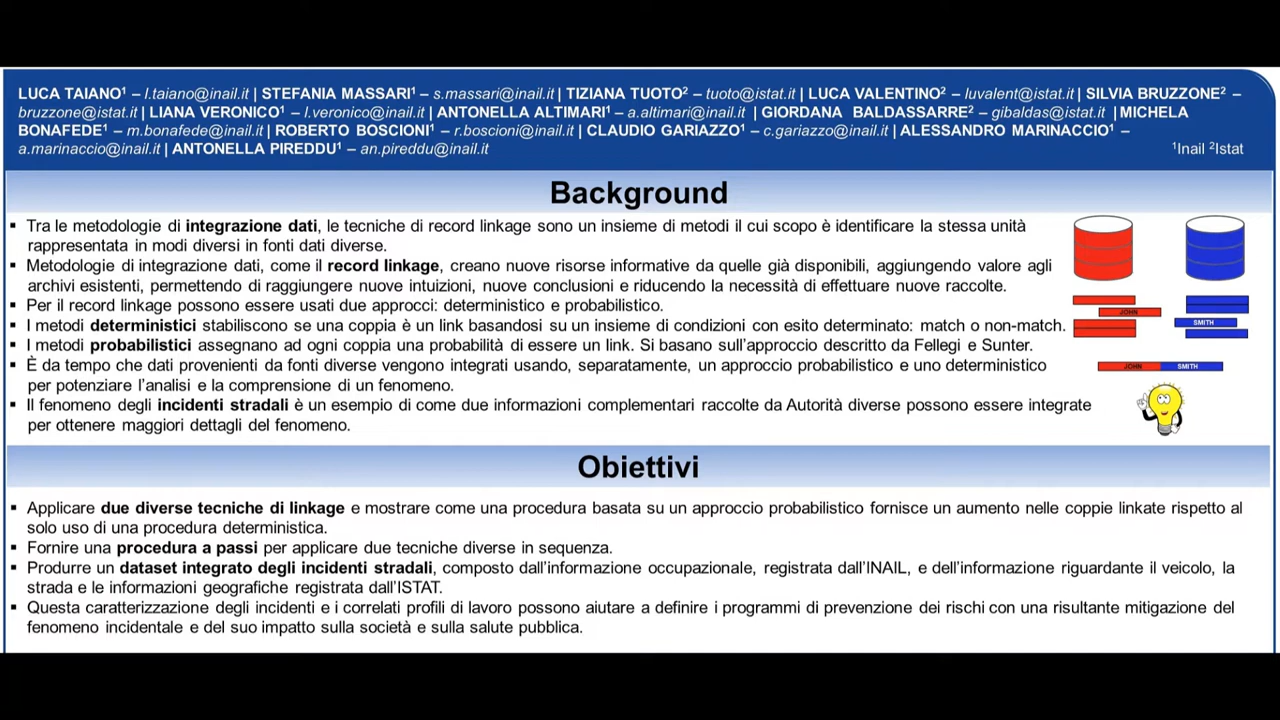 LUCA TAIANO¹ – l.taiano@inail.it | STEFANIA MASSARI¹ – s.massari@inail.it | TIZIANA TUOTO² – tuoto@istat.it | LUCA VALENTINO² – luvalent@istat.it | SILVIA BRUZZONE² –
bruzzone@istat.it | LIANA VERONICO¹ – l.veronico@inail.it | ANTONELLA ALTIMARI¹ – a.altimari@inail.it | GIORDANA BALDASSARRE² – gibaldas@istat.it | MICHELA
BONAFEDE¹ – m.bonafede@inail.it | ROBERTO BOSCIONI¹ – r.boscioni@inail.it | CLAUDIO GARIAZZO¹ – c.gariazzo@inail.it | ALESSANDRO MARINACCIO¹ –
a.marinaccio@inail.it | ANTONELLA PIREDDU¹ – an.pireddu@inail.it ¹Inail ²Istat
Background
▪ Tra le metodologie di integrazione dati, le tecniche di record linkage sono un insieme di metodi il cui scopo è identificare la stessa unità
rappresentata in modi diversi in fonti dati diverse.
▪ Metodologie di integrazione dati, come il record linkage, creano nuove risorse informative da quelle già disponibili, aggiungendo valore agli
archivi esistenti, permettendo di raggiungere nuove intuizioni, nuove conclusioni e riducendo la necessità di effettuare nuove raccolte.
▪ Per il record linkage possono essere usati due approcci: deterministico e probabilistico.
▪ I metodi deterministici stabiliscono se una coppia è un link basandosi su un insieme di condizioni con esito determinato: match o non-match.
▪ I metodi probabilistici assegnano ad ogni coppia una probabilità di essere un link. Si basano sull'approccio descritto da Fellegi e Sunter.
▪ È da tempo che dati provenienti da fonti diverse vengono integrati usando, separatamente, un approccio probabilistico e uno deterministico
per potenziare l'analisi e la comprensione di un fenomeno.
▪ Il fenomeno degli incidenti stradali è un esempio di come due informazioni complementari raccolte da Autorità diverse possono essere integrate
per ottenere maggiori dettagli del fenomeno.
JOHN
SMITH
JOHN SMITH
Obiettivi
▪ Applicare due diverse tecniche di linkage e mostrare come una procedura basata su un approccio probabilistico fornisce un aumento nelle coppie linkate rispetto al
solo uso di una procedura deterministica.
▪ Fornire una procedura a passi per applicare due tecniche diverse in sequenza.
▪ Produrre un dataset integrato degli incidenti stradali, composto dall'informazione occupazionale, registrata dall'INAIL, e dell'informazione riguardante il veicolo, la
strada e le informazioni geografiche registrata dall'ISTAT.
▪ Questa caratterizzazione degli incidenti e i correlati profili di lavoro possono aiutare a definire i programmi di prevenzione dei rischi con una risultante mitigazione del
fenomeno incidentale e del suo impatto sulla società e sulla salute pubblica.